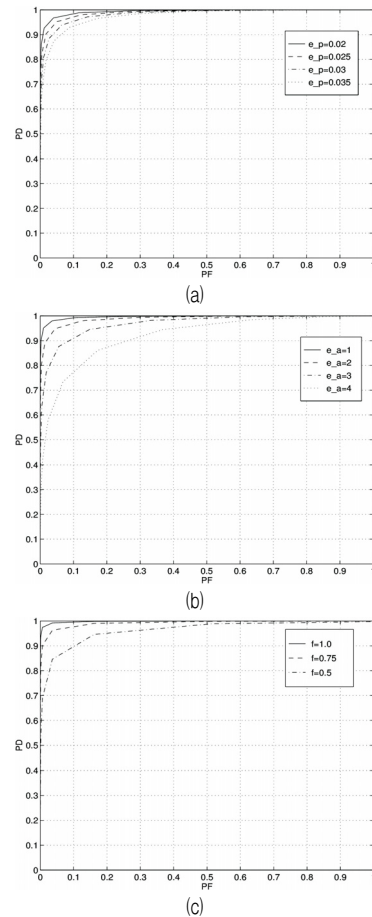 1
0.9
0.8
0.7
0.6
0.5
0.4
0.3
0.2
0.1
0
PD
e_p=0.02
e_p=0.025
e_p=0.03
e_p=0.035
0 0.1 0.2 0.3 0.4 0.5 0.6 0.7 0.8 0.9 1
PF
(a)
1
0.9
0.8
0.7
0.6
0.5
0.4
0.3
0.2
0.1
0
PD
e_a=1
e_a=2
e_a=3
e_a=4
0 0.1 0.2 0.3 0.4 0.5 0.6 0.7 0.8 0.9
PF
(b)
1
0.9
0.8
0.7
0.6
0.5
0.4
0.3
0.2
0.1
0
PD
f=1.0
f=0.75
f=0.5
0 0.1 0.2 0.3 0.4 0.5 0.6 0.7 0.8 0.9 1
PF
(c)